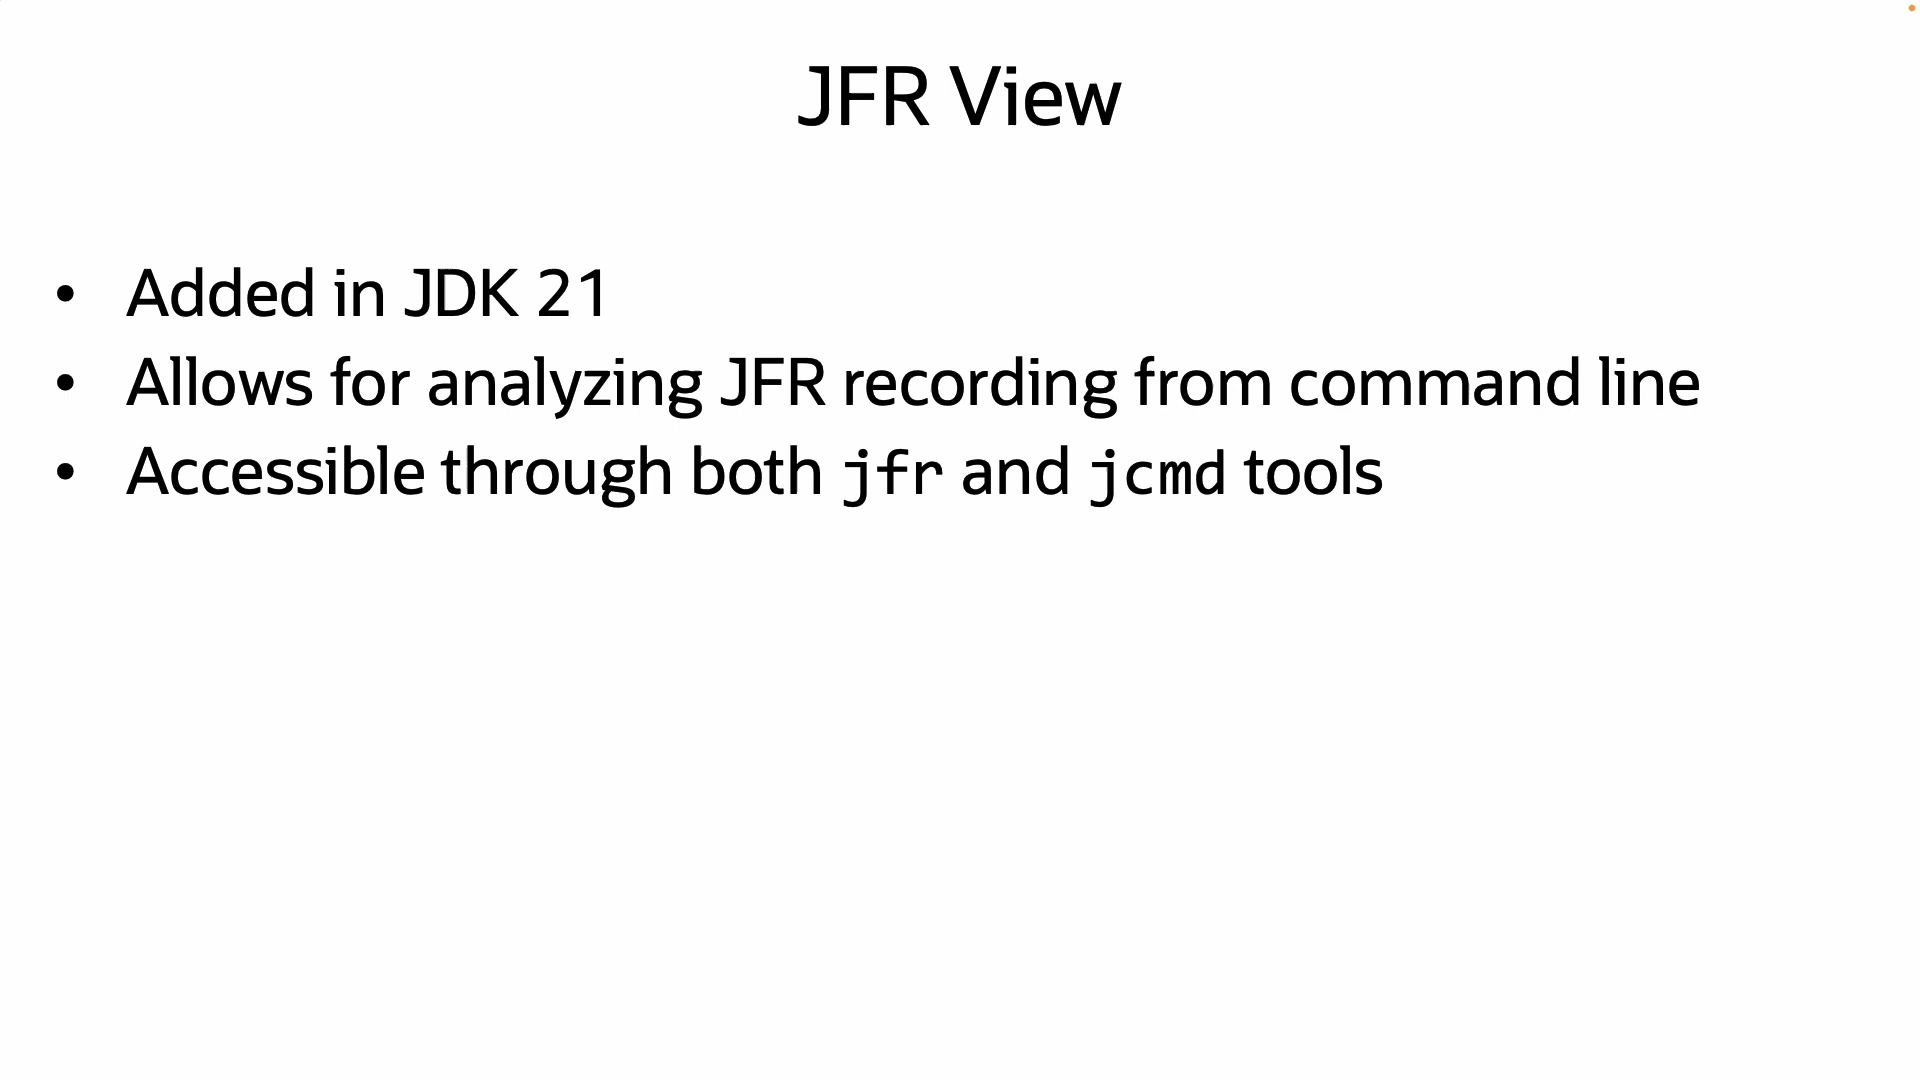 JFR View
• Added in JDK 21
• Allows for analyzing JFR recording from command line
• Accessible through both jfr and jcmd tools